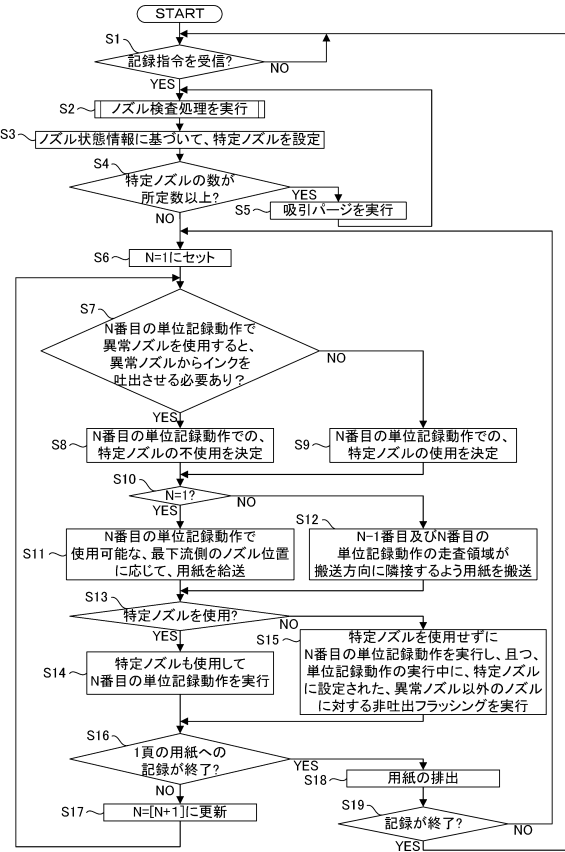 START
S1
記録指令を受信?
NO
YES
S2
ノズル検査処理を実行
S3
ノズル状態情報に基づいて、特定ノズルを設定
S4
特定ノズルの数が
所定数以上?
YES
NO
S5
吸引パージを実行
S6
N=1にセット
S7
N番目の単位記録動作で
異常ノズルを使用すると、
異常ノズルからインクを
吐出させる必要あり?
NO
YES
S8
N番目の単位記録動作での、
特定ノズルの不使用を決定
S9
N番目の単位記録動作での、
特定ノズルの使用を決定
S10
N=1?
NO
YES
S11
N番目の単位記録動作で
使用可能な、最下流側のノズル位置
に応じて、用紙を給送
S12
N-1番目及びN番目の
単位記録動作の走査領域が
搬送方向に隣接するよう用紙を搬送
S13
特定ノズルを使用?
NO
YES
S14
特定ノズルも使用して
N番目の単位記録動作を実行
S15
特定ノズルを使用せずに
N番目の単位記録動作を実行し、且つ、
単位記録動作の実行中に、特定ノズル
に設定された、異常ノズル以外のノズル
に対する非吐出フラッシングを実行
S16
1頁の用紙への
記録が終了?
YES
NO
S17
N=[N+1]に更新
S18
用紙の排出
S19
記録が終了?
NO
YES